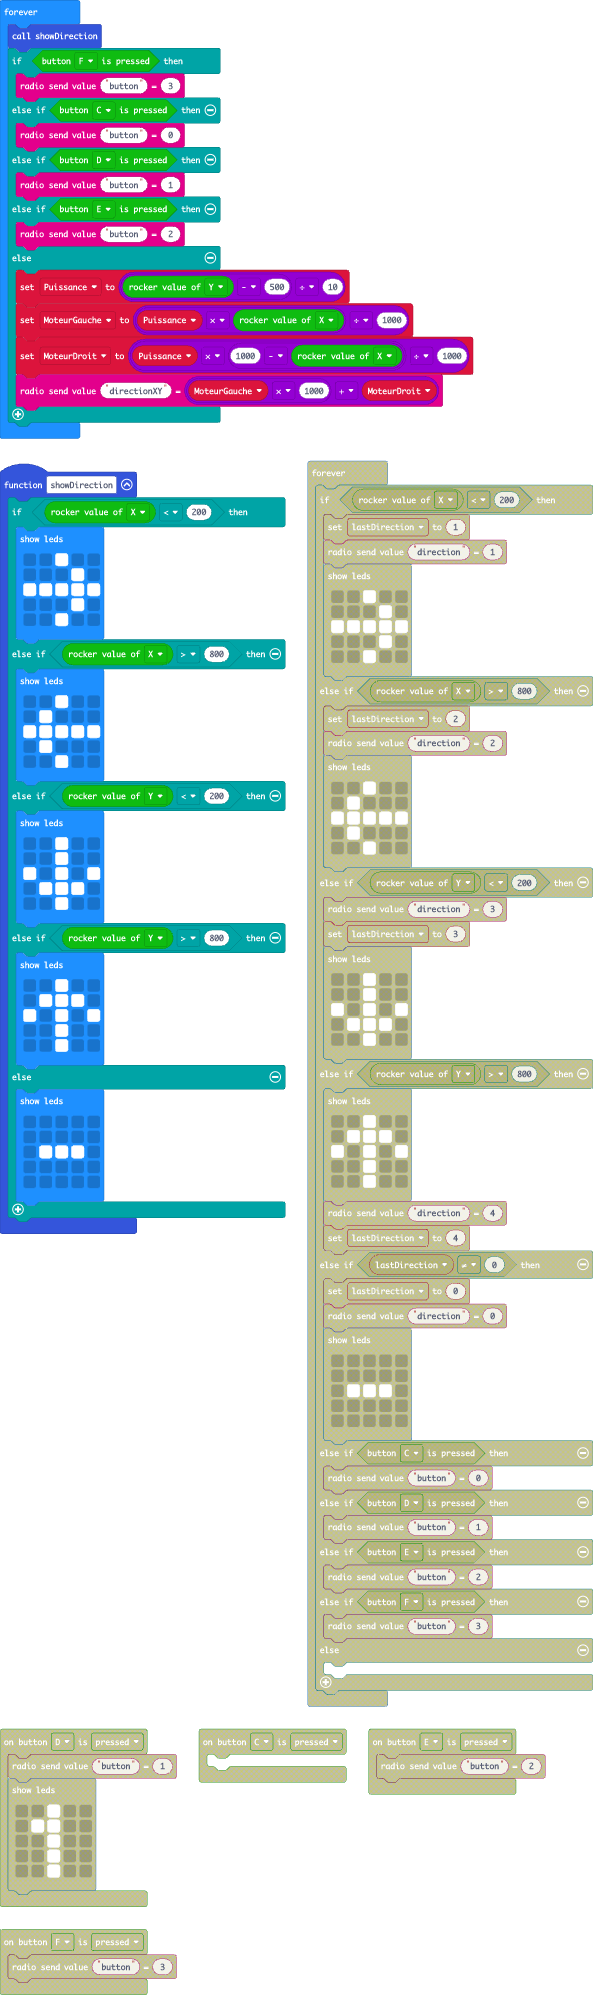 forever
call showDirection
if button F is pressed then
radio send value "button" = 3
else if button C is pressed then
radio send value "button" = 0
else if button D is pressed then
radio send value "button" = 1
else if button E is pressed then
radio send value "button" = 2
else
set Puissance to rocker value of Y - 500 ÷ 10
set MoteurGauche to Puissance × rocker value of X ÷ 1000
set MoteurDroit to Puissance × 1000 - rocker value of X ÷ 1000
radio send value "directionXY" = MoteurGauche × 1000 + MoteurDroit
function showDirection
if rocker value of X < 200 then
show leds
else if rocker value of X > 800 then
show leds
else if rocker value of Y < 200 then
show leds
else if rocker value of Y > 800 then
show leds
else
show leds
forever
if rocker value of X < 200 then
set lastDirection to 1
radio send value "direction" = 1
show leds
else if rocker value of X > 800 then
set lastDirection to 2
radio send value "direction" = 2
show leds
else if rocker value of Y < 200 then
radio send value "direction" = 3
set lastDirection to 3
show leds
else if rocker value of Y > 800 then
show leds
radio send value "direction" = 4
set lastDirection to 4
else if lastDirection ≠ 0 then
set lastDirection to 0
radio send value "direction" = 0
show leds
else if button C is pressed then
radio send value "button" = 0
else if button D is pressed then
radio send value "button" = 1
else if button E is pressed then
radio send value "button" = 2
else if button F is pressed then
radio send value "button" = 3
else
on button D is pressed
radio send value "button" = 1
show leds
on button C is pressed
on button E is pressed
radio send value "button" = 2
on button F is pressed
radio send value "button" = 3